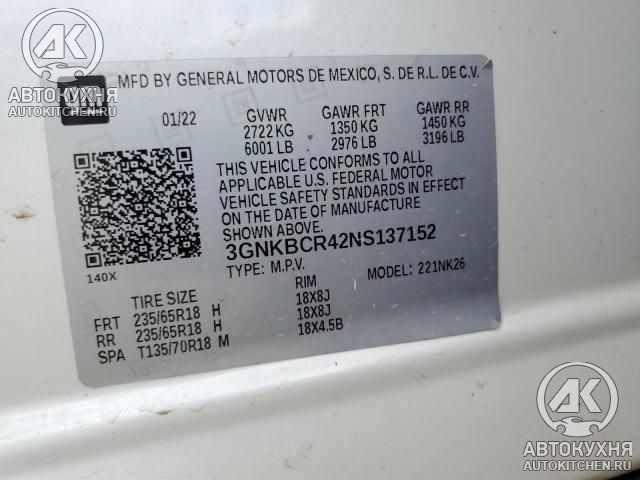 АК
АВТОКУХНЯ
AUTOKITCHEN.RU
GM
MFD BY GENERAL MOTORS DE MEXICO, S. DE R.L. DE C.V.
01/22 GVWR GAWR FRT GAWR RR
2722 KG 1350 KG 1450 KG
6001 LB 2976 LB 3196 LB
THIS VEHICLE CONFORMS TO ALL
APPLICABLE U.S. FEDERAL MOTOR
VEHICLE SAFETY STANDARDS IN EFFECT
ON THE DATE OF MANUFACTURE
SHOWN ABOVE.
3GNKBCR42NS137152
140X TYPE: M.P.V. MODEL: 221NK26
TIRE SIZE RIM
FRT 235/65R18 H 18X8J
RR 235/65R18 H 18X8J
SPA T135/70R18 M 18X4.5B
АК
АВТОКУХНЯ
AUTOKITCHEN.RU